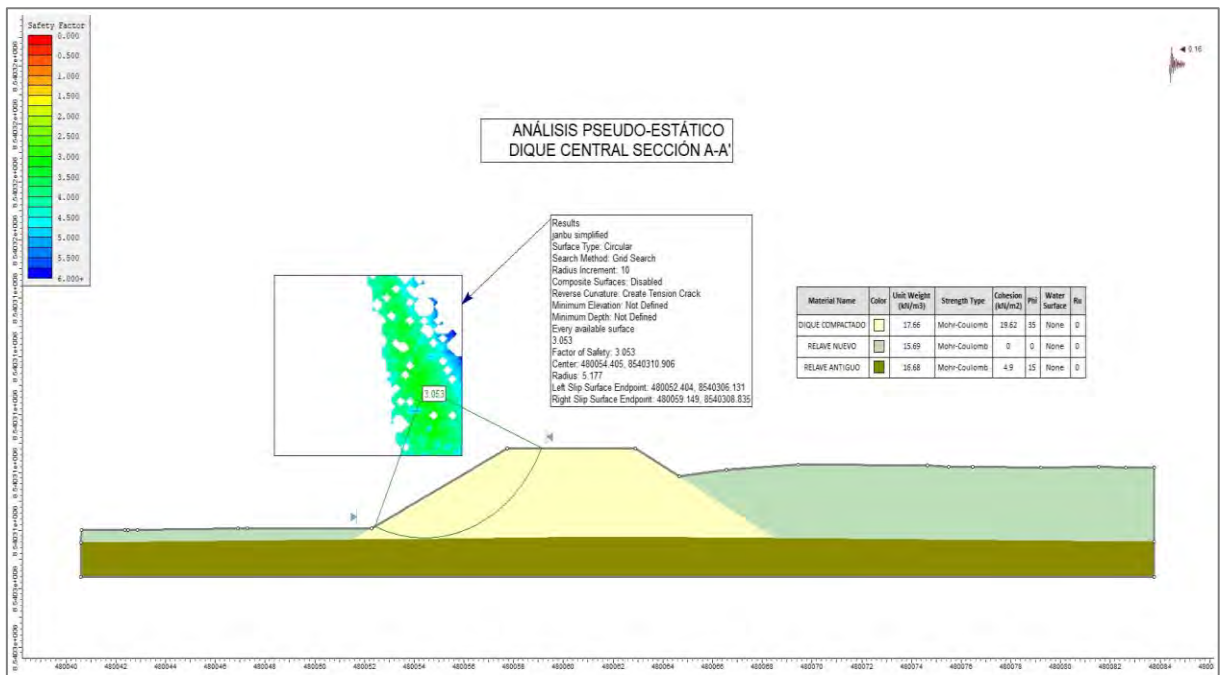 Safety Factor
0.000
0.500
1.000
1.500
2.000
2.500
3.000
3.500
4.000
4.500
5.000
5.500
6.000+
0.16
ANÁLISIS PSEUDO-ESTÁTICO
DIQUE CENTRAL SECCIÓN A-A'
Results
janbu simplified
Surface Type: Circular
Search Method: Grid Search
Radius Increment: 10
Composite Surfaces: Disabled
Reverse Curvature: Create Tension Crack
Minimum Elevation: Not Defined
Minimum Depth: Not Defined
Every available surface
3.053
Factor of Safety: 3.053
Center: 480054.405, 8540310.906
Radius: 5.177
Left Slip Surface Endpoint: 480052.404, 8540306.131
Right Slip Surface Endpoint: 480059.149, 8540308.835
Material Name Color Unit Weight (kN/m3) Strength Type Cohesion (kN/m2) Phi Water Surface Ru
DIQUE COMPACTADO 17.66 Mohr-Coulomb 19.62 35 None 0
RELAVE NUEVO 15.69 Mohr-Coulomb 0 0 None 0
RELAVE ANTIGUO 16.68 Mohr-Coulomb 4.9 15 None 0
3.053
480040 480042 480044 480046 480048 480050 480052 480054 480056 480058 480060 480062 480064 480066 480068 480070 480072 480074 480076 480078 480080 480082 480084